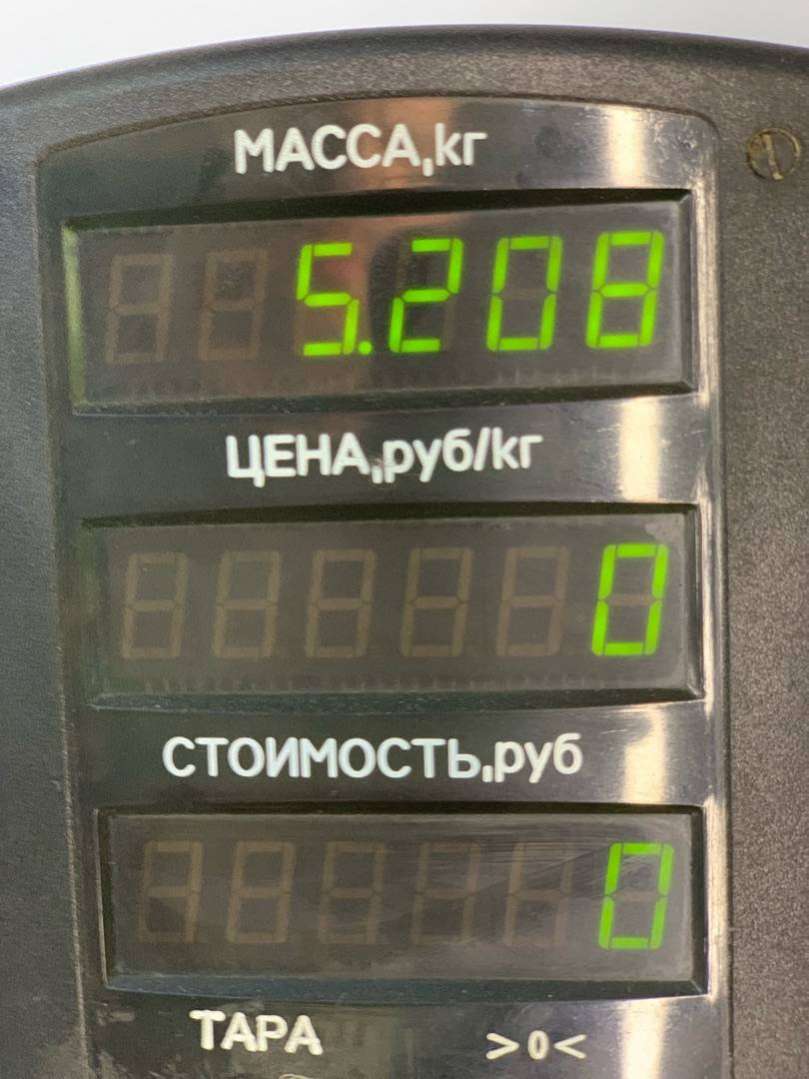 МАССА,кг
5.208
ЦЕНА,руб/кг
0
СТОИМОСТЬ,руб
0
ТАРА >0<